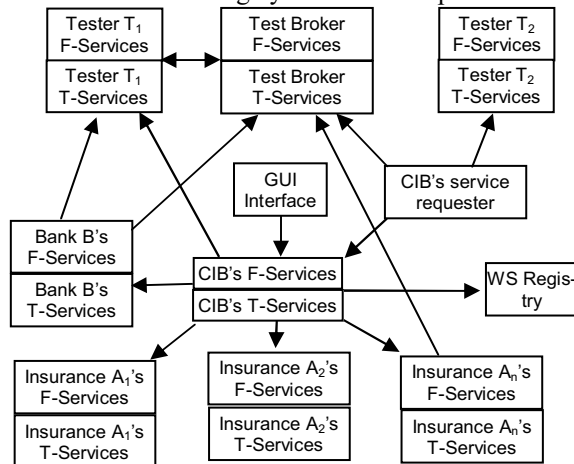 Tester T1
F-Services
Tester T1
T-Services
Test Broker
F-Services
Test Broker
T-Services
Tester T2
F-Services
Tester T2
T-Services
GUI
Interface
CIB's service
requester
Bank B's
F-Services
Bank B's
T-Services
CIB's F-Services
CIB's T-Services
WS Regis-
try
Insurance A1's
F-Services
Insurance A1's
T-Services
Insurance A2's
F-Services
Insurance A2's
T-Services
Insurance An's
F-Services
Insurance An's
T-Services